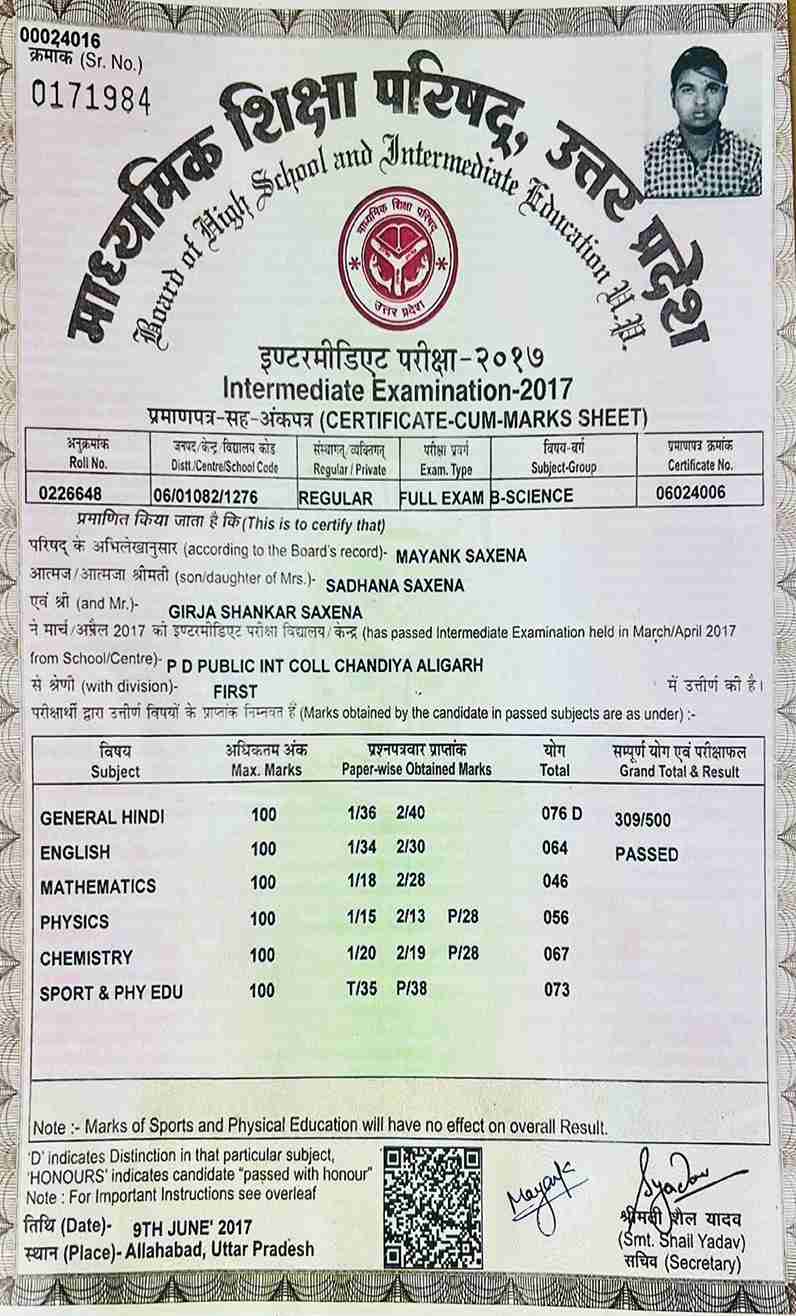 00024016
क्रमांक (Sr. No.)
0171984
माध्यमिक शिक्षा परिषद्, उत्तर प्रदेश
Board of High School and Intermediate Education U.P.
माध्यमिक शिक्षा परिषद्
उत्तर प्रदेश
इण्टरमीडिएट परीक्षा-२०१७
Intermediate Examination-2017
प्रमाणपत्र-सह-अंकपत्र (CERTIFICATE-CUM-MARKS SHEET)
अनुक्रमांक जनपद/केन्द्र/विद्यालय कोड संस्थागत/व्यक्तिगत परीक्षा प्रवर्ग विषय-वर्ग प्रमाणपत्र क्रमांक
Roll No. Distt./Centre/School Code Regular / Private Exam. Type Subject-Group Certificate No.
0226648 06/01082/1276 REGULAR FULL EXAM B-SCIENCE 06024006
प्रमाणित किया जाता है कि (This is to certify that)
परिषद् के अभिलेखानुसार (according to the Board's record)- MAYANK SAXENA
आत्मज/आत्मजा श्रीमती (son/daughter of Mrs.)- SADHANA SAXENA
एवं श्री (and Mr.)- GIRJA SHANKAR SAXENA
ने मार्च/अप्रैल 2017 की इण्टरमीडिएट परीक्षा विद्यालय/केन्द्र (has passed Intermediate Examination held in March/April 2017
from School/Centre)- P D PUBLIC INT COLL CHANDIYA ALIGARH
से श्रेणी (with division)- FIRST में उत्तीर्ण की है।
परीक्षार्थी द्वारा उत्तीर्ण विषयों के प्राप्तांक निम्नवत हैं (Marks obtained by the candidate in passed subjects are as under) :-
विषय अधिकतम अंक प्रश्नपत्रवार प्राप्तांक योग सम्पूर्ण योग एवं परीक्षाफल
Subject Max. Marks Paper-wise Obtained Marks Total Grand Total & Result
GENERAL HINDI 100 1/36 2/40 076 D 309/500
ENGLISH 100 1/34 2/30 064 PASSED
MATHEMATICS 100 1/18 2/28 046
PHYSICS 100 1/15 2/13 P/28 056
CHEMISTRY 100 1/20 2/19 P/28 067
SPORT & PHY EDU 100 T/35 P/38 073
Note :- Marks of Sports and Physical Education will have no effect on overall Result.
'D' indicates Distinction in that particular subject,
'HONOURS' indicates candidate "passed with honour"
Note : For Important Instructions see overleaf
तिथि (Date)- 9TH JUNE' 2017
स्थान (Place)- Allahabad, Uttar Pradesh
Mayank
SYadav
श्रीमती शैल यादव
(Smt. Shail Yadav)
सचिव (Secretary)